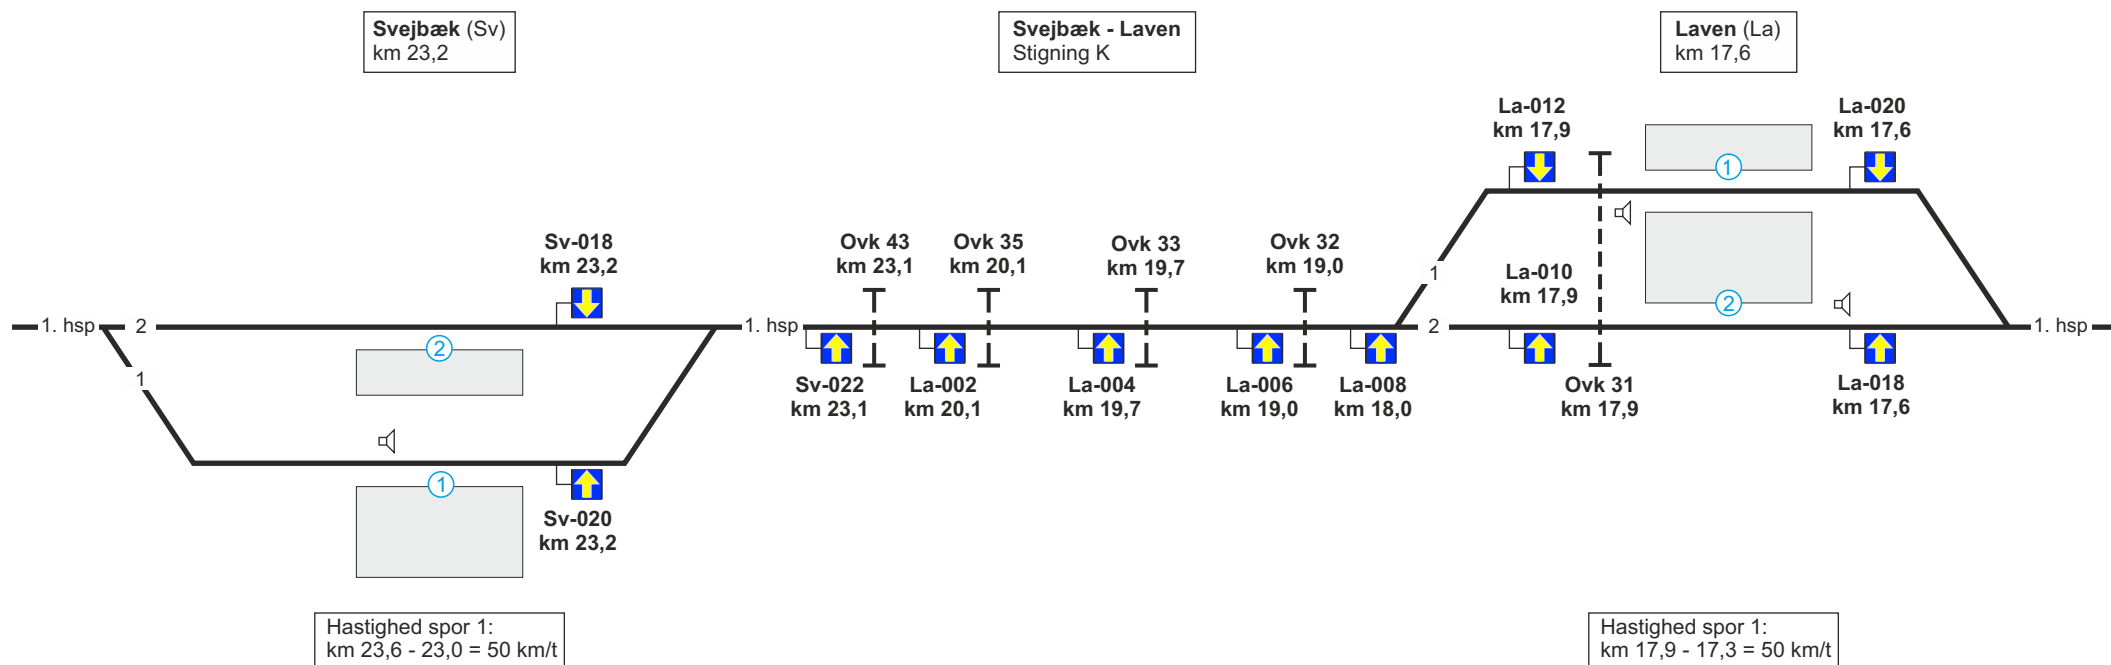 Svejbæk (Sv)
km 23,2
Svejbæk - Laven
Stigning K
Laven (La)
km 17,6
La-012
km 17,9
La-020
km 17,6
1
Sv-018
km 23,2
Ovk 43
km 23,1
Ovk 35
km 20,1
Ovk 33
km 19,7
Ovk 32
km 19,0
1
La-010
km 17,9
2
1. hsp
2
1. hsp
2
1. hsp
2
1
Sv-022
km 23,1
La-002
km 20,1
La-004
km 19,7
La-006
km 19,0
La-008
km 18,0
Ovk 31
km 17,9
La-018
km 17,6
1
Sv-020
km 23,2
Hastighed spor 1:
km 23,6 - 23,0 = 50 km/t
Hastighed spor 1:
km 17,9 - 17,3 = 50 km/t